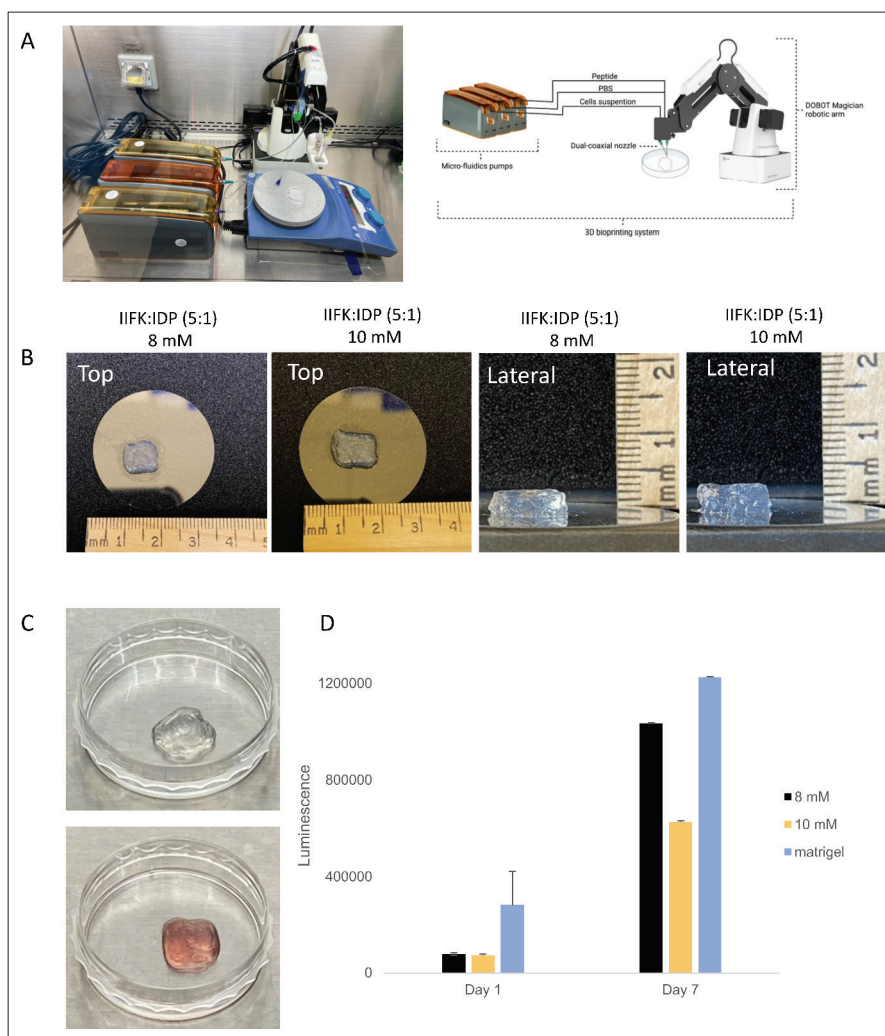 A
Peptide
PBS
Cells suspention
Dual-coaxial nozzle
Micro-fluidics pumps
DOBOT Magician
robotic arm
3D bioprinting system
B
IIFK:IDP (5:1)
8 mM
IIFK:IDP (5:1)
10 mM
IIFK:IDP (5:1)
8 mM
IIFK:IDP (5:1)
10 mM
Top
Top
Lateral
Lateral
mm 1 2 3 4 5
mm 1 2 3 4
mm 1 2
mm 1 2
C
D
Luminescence
1200000
800000
400000
0
Day 1
Day 7
8 mM
10 mM
matrigel